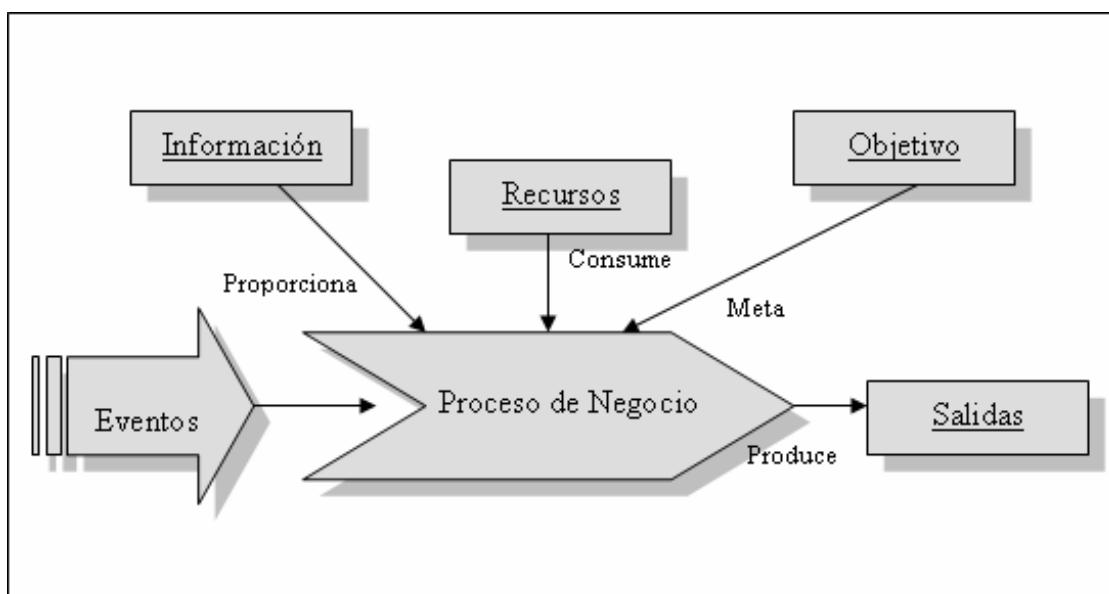 Información
Objetivo
Recursos
Consume
Proporciona
Meta
Proceso de Negocio
Eventos
Salidas
Produce